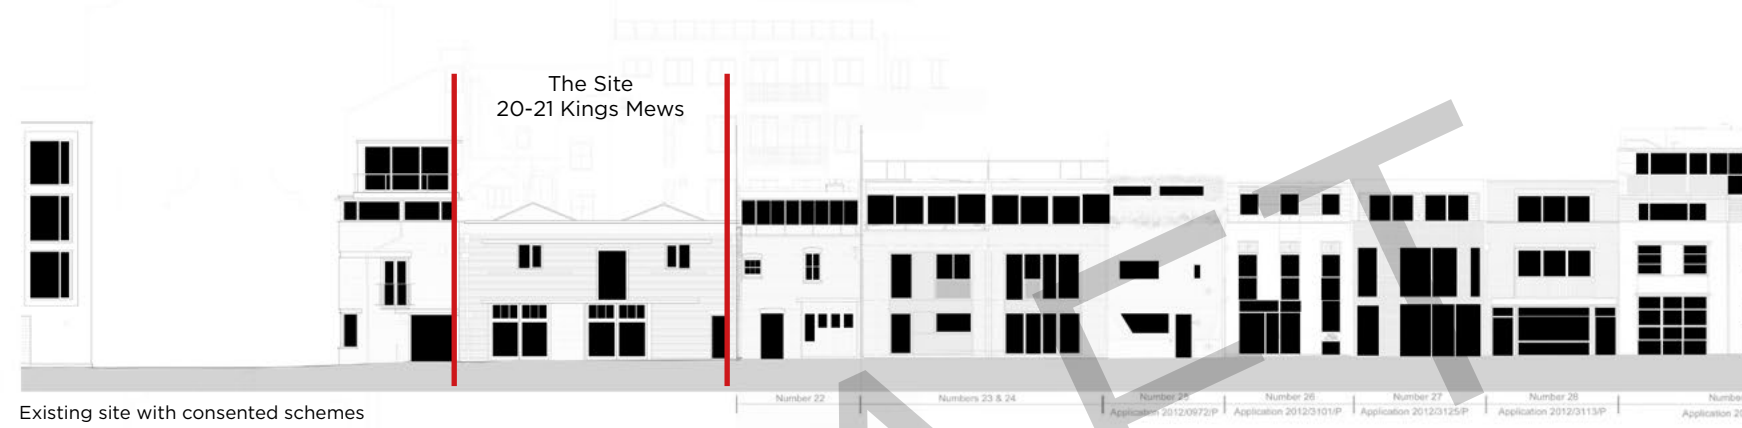 The Site
20-21 Kings Mews
Number 22
Numbers 23 & 24
Number 25
Application 2012/0972/P
Number 26
Application 2012/3101/P
Number 27
Application 2012/3125/P
Number 28
Application 2012/3113/P
Existing site with consented schemes